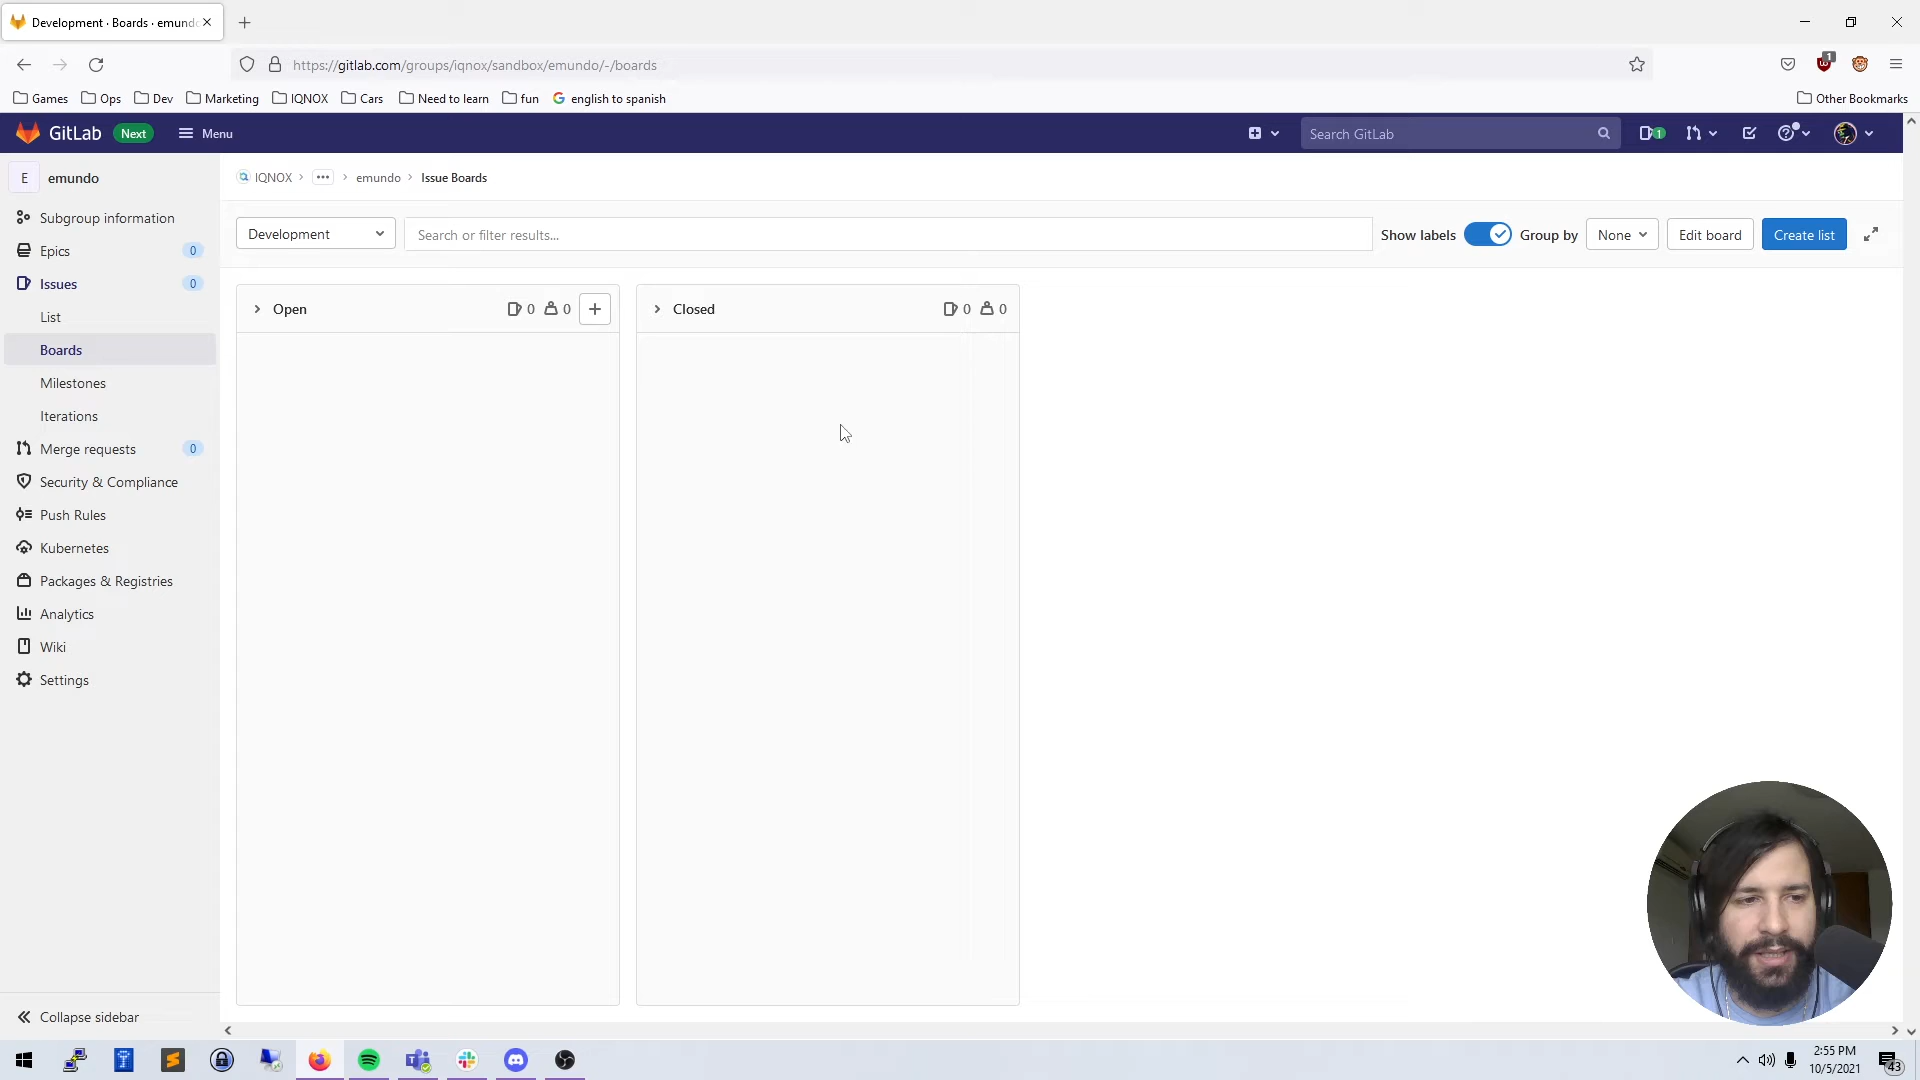 Development · Boards · emund
https://gitlab.com/groups/iqnox/sandbox/emundo/-/boards
1
Games
Ops
Dev
Marketing
IQNOX
Cars
Need to learn
fun
english to spanish
Other Bookmarks
GitLab
Next
Menu
Search GitLab
1
E
emundo
IQNOX
•••
emundo
Issue Boards
Subgroup information
Epics
0
Issues
0
List
Boards
Milestones
Iterations
Merge requests
0
Security & Compliance
Push Rules
Kubernetes
Packages & Registries
Analytics
Wiki
Settings
Collapse sidebar
Development
Search or filter results...
Show labels
Group by
None
Edit board
Create list
Open
0
0
Closed
0
0
2:55 PM
10/5/2021
43